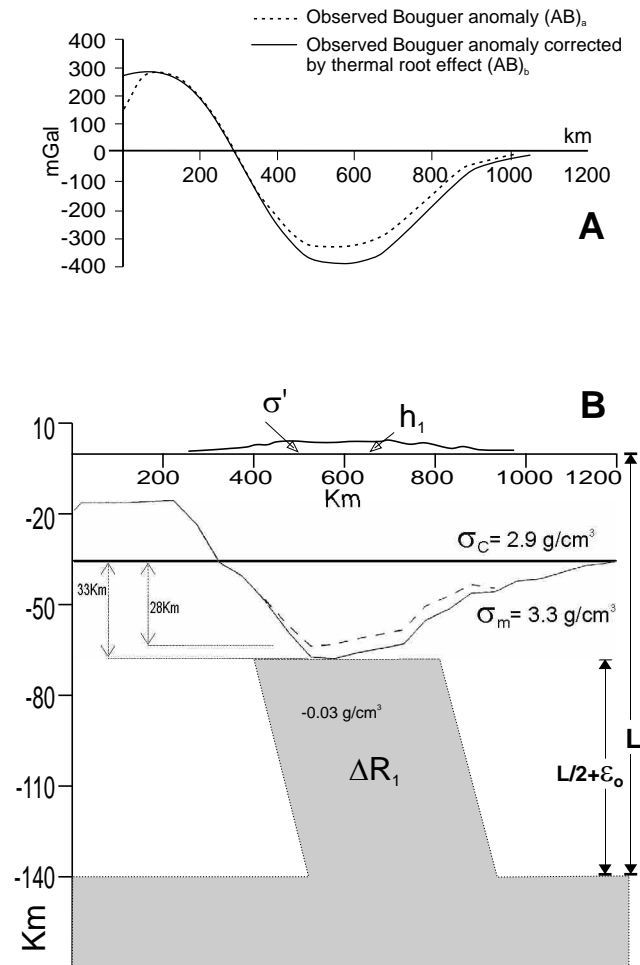 Observed Bouguer anomaly (AB)a
Observed Bouguer anomaly corrected
by thermal root effect (AB)b
400
300
200
100
0
-100
-200
-300
-400
mGal
km
200
400
600
800
1000
1200
A
B
σ'
h1
10
200
400
600
800
1000
1200
Km
-20
σC= 2.9 g/cm³
33Km
28Km
-50
σm= 3.3 g/cm³
-80
-0.03 g/cm³
ΔR1
L
L/2+εo
-110
-140
Km